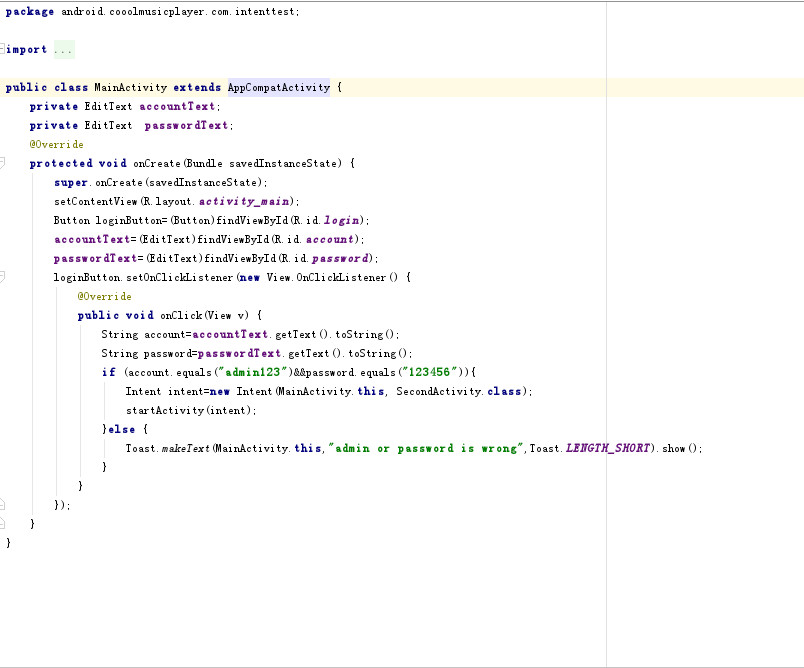 package android.cooolmusicplayer.com.intenttest;
import ...
public class MainActivity extends AppCompatActivity {
    private EditText accountText;
    private EditText  passwordText;
    @Override
    protected void onCreate(Bundle savedInstanceState) {
        super.onCreate(savedInstanceState);
        setContentView(R.layout.activity_main);
        Button loginButton=(Button)findViewById(R.id.login);
        accountText=(EditText)findViewById(R.id.account);
        passwordText=(EditText)findViewById(R.id.password);
        loginButton.setOnClickListener(new View.OnClickListener() {
            @Override
            public void onClick(View v) {
                String account=accountText.getText().toString();
                String password=passwordText.getText().toString();
                if (account.equals("admin123")&&password.equals("123456")){
                    Intent intent=new Intent(MainActivity.this, SecondActivity.class);
                    startActivity(intent);
                }else {
                    Toast.makeText(MainActivity.this,"admin or password is wrong",Toast.LENGTH_SHORT).show();
                }
            }
        });
    }
}